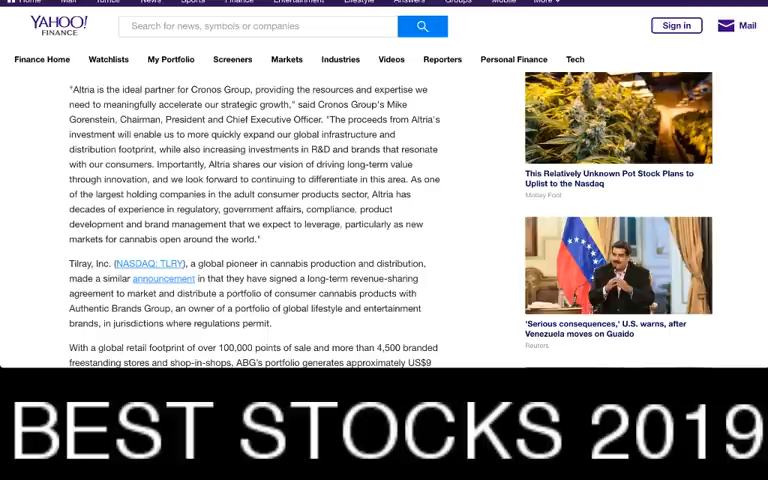 Home Mail Tumblr News Sports Finance Entertainment Lifestyle Answers Groups Mobile More
YAHOO!
FINANCE
Search for news, symbols or companies
Sign in
Mail
Finance Home Watchlists My Portfolio Screeners Markets Industries Videos Reporters Personal Finance Tech
"Altria is the ideal partner for Cronos Group, providing the resources and expertise we
need to meaningfully accelerate our strategic growth," said Cronos Group's Mike
Gorenstein, Chairman, President and Chief Executive Officer. "The proceeds from Altria's
investment will enable us to more quickly expand our global infrastructure and
distribution footprint, while also increasing investments in R&D and brands that resonate
with our consumers. Importantly, Altria shares our vision of driving long-term value
through innovation, and we look forward to continuing to differentiate in this area. As one
of the largest holding companies in the adult consumer products sector, Altria has
decades of experience in regulatory, government affairs, compliance, product
development and brand management that we expect to leverage, particularly as new
markets for cannabis open around the world."
Tilray, Inc. (NASDAQ: TLRY), a global pioneer in cannabis production and distribution,
made a similar announcement in that they have signed a long-term revenue-sharing
agreement to market and distribute a portfolio of consumer cannabis products with
Authentic Brands Group, an owner of a portfolio of global lifestyle and entertainment
brands, in jurisdictions where regulations permit.
With a global retail footprint of over 100,000 points of sale and more than 4,500 branded
freestanding stores and shop-in-shops, ABG's portfolio generates approximately US$9
This Relatively Unknown Pot Stock Plans to
Uplist to the Nasdaq
Motley Fool
'Serious consequences,' U.S. warns, after
Venezuela moves on Guaido
Reuters
BEST STOCKS 2019